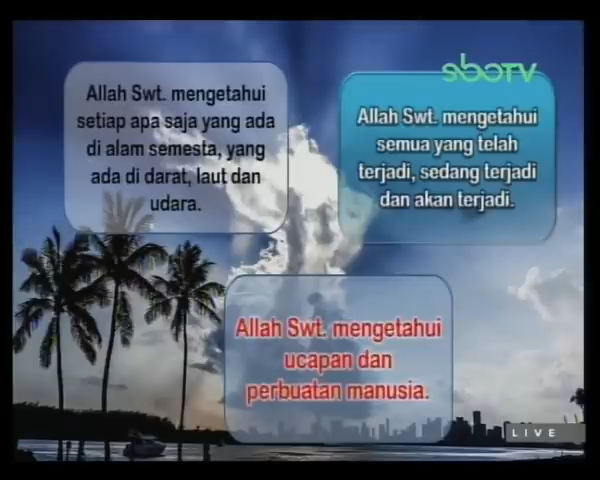 sboTV
Allah Swt. mengetahui
setiap apa saja yang ada
di alam semesta, yang
ada di darat, laut dan
udara.
Allah Swt. mengetahui
semua yang telah
terjadi, sedang terjadi
dan akan terjadi.
Allah Swt. mengetahui
ucapan dan
perbuatan manusia.
LIVE